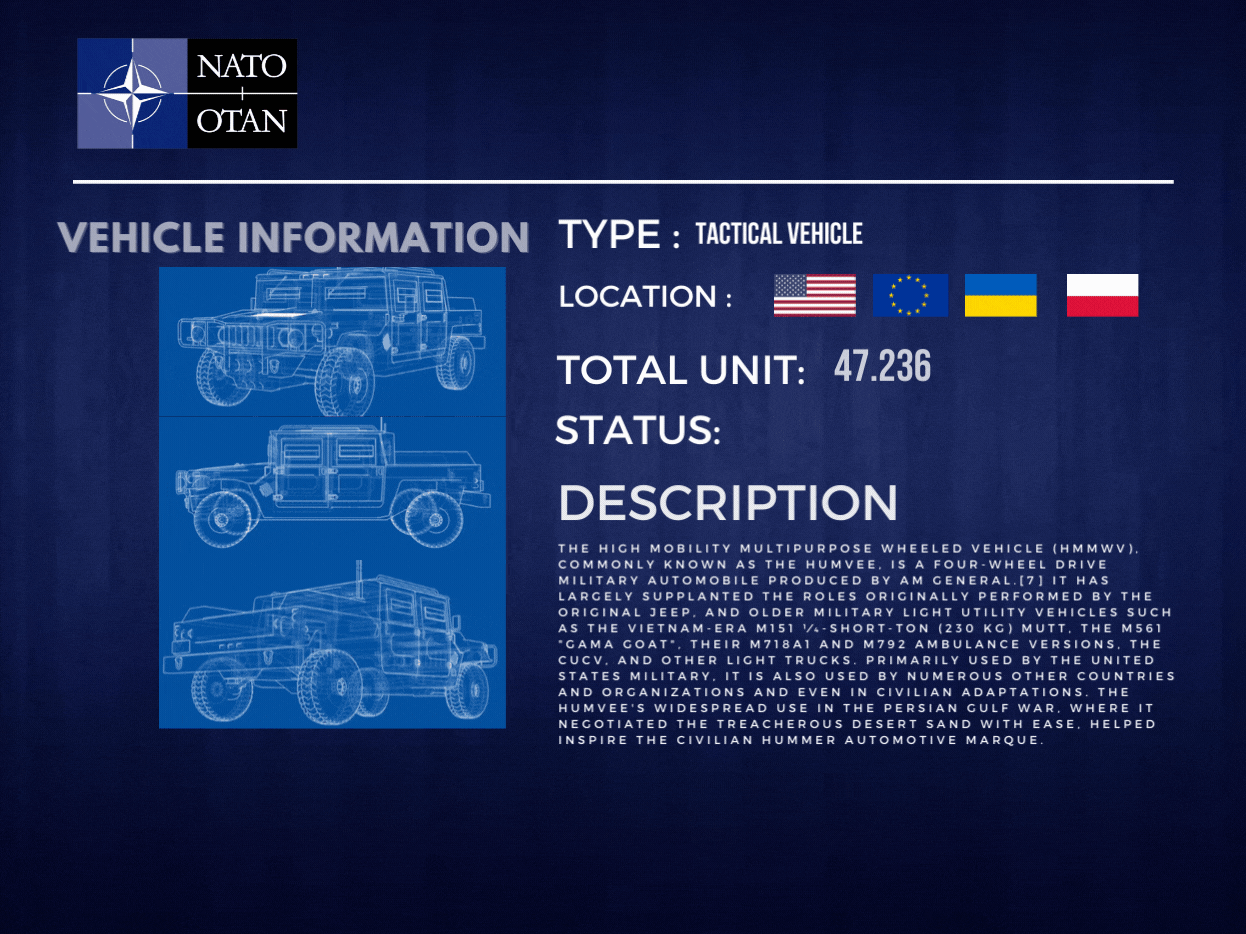 NATO
OTAN
VEHICLE INFORMATION
TYPE : TACTICAL VEHICLE
LOCATION :
TOTAL UNIT: 47.236
STATUS:
DESCRIPTION
THE HIGH MOBILITY MULTIPURPOSE WHEELED VEHICLE (HMMWV),
COMMONLY KNOWN AS THE HUMVEE, IS A FOUR-WHEEL DRIVE
MILITARY AUTOMOBILE PRODUCED BY AM GENERAL.[7] IT HAS
LARGELY SUPPLANTED THE ROLES ORIGINALLY PERFORMED BY THE
ORIGINAL JEEP, AND OLDER MILITARY LIGHT UTILITY VEHICLES SUCH
AS THE VIETNAM-ERA M151 ¼-SHORT-TON (230 KG) MUTT, THE M561
"GAMA GOAT", THEIR M718A1 AND M792 AMBULANCE VERSIONS, THE
CUCV, AND OTHER LIGHT TRUCKS. PRIMARILY USED BY THE UNITED
STATES MILITARY, IT IS ALSO USED BY NUMEROUS OTHER COUNTRIES
AND ORGANIZATIONS AND EVEN IN CIVILIAN ADAPTATIONS. THE
HUMVEE'S WIDESPREAD USE IN THE PERSIAN GULF WAR, WHERE IT
NEGOTIATED THE TREACHEROUS DESERT SAND WITH EASE, HELPED
INSPIRE THE CIVILIAN HUMMER AUTOMOTIVE MARQUE.